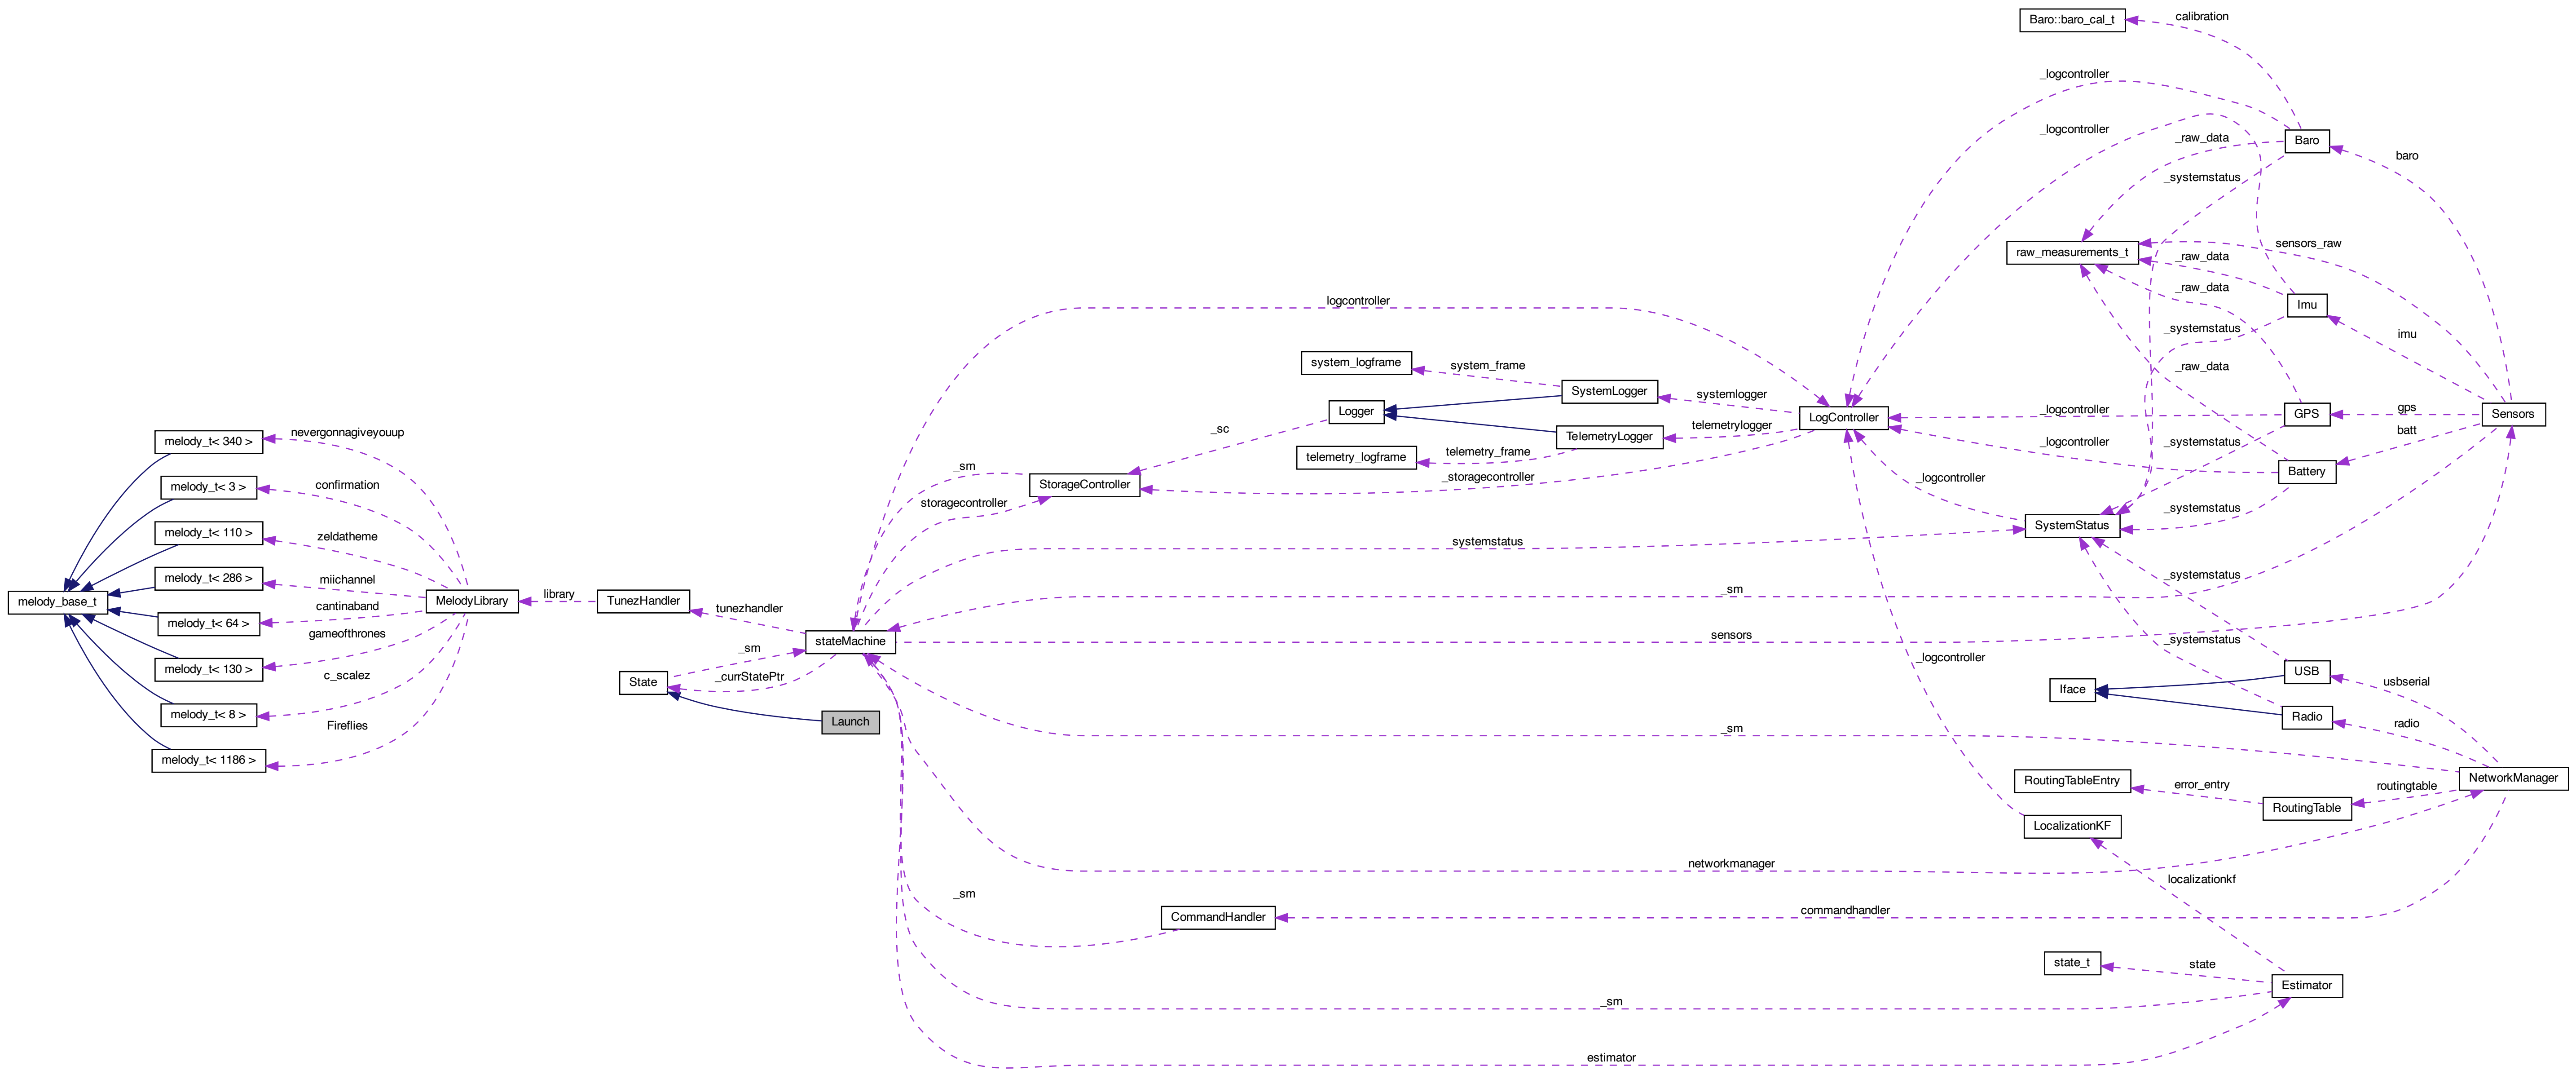 Baro::baro_cal_t
calibration
_logcontroller
_logcontroller
_raw_data
Baro
baro
_systemstatus
raw_measurements_t
sensors_raw
_raw_data
_raw_data
Imu
imu
logcontroller
_systemstatus
system_logframe
system_frame
SystemLogger
systemlogger
_raw_data
Logger
LogController
_logcontroller
GPS
gps
Sensors
_sc
TelemetryLogger
telemetrylogger
batt
melody_t< 340 >
nevergonnagiveyouup
telemetry_logframe
telemetry_frame
_logcontroller
_systemstatus
Battery
_sm
StorageController
_storagecontroller
_logcontroller
melody_t< 3 >
confirmation
storagecontroller
_systemstatus
SystemStatus
melody_t< 110 >
zeldatheme
systemstatus
melody_t< 286 >
miichannel
_systemstatus
melody_base_t
cantinaband
MelodyLibrary
library
TunezHandler
tunezhandler
_sm
melody_t< 64 >
gameofthrones
stateMachine
sensors
_systemstatus
melody_t< 130 >
_sm
_logcontroller
USB
c_scalez
State
_currStatePtr
Iface
usbserial
melody_t< 8 >
Fireflies
Launch
Radio
radio
_sm
melody_t< 1186 >
RoutingTableEntry
error_entry
RoutingTable
routingtable
NetworkManager
LocalizationKF
networkmanager
localizationkf
_sm
CommandHandler
commandhandler
state_t
state
Estimator
_sm
estimator